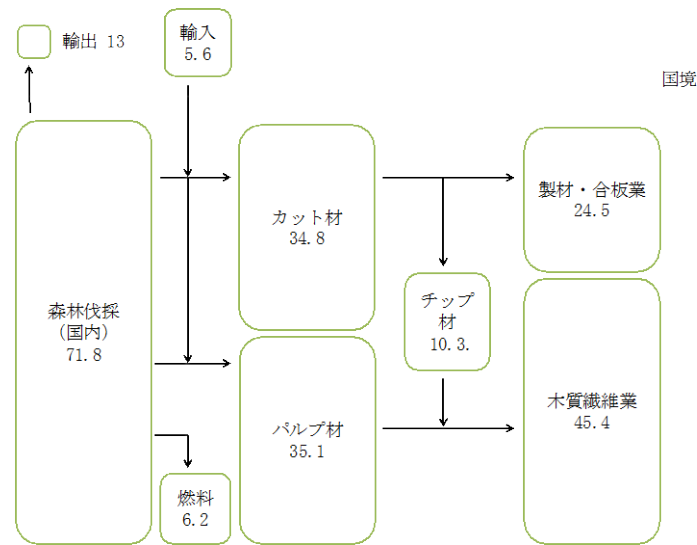 輸出 13
輸入
5.6
国境
カット材
34.8
製材・合板業
24.5
森林伐採
(国内)
71.8
チップ
材
10.3.
パルプ材
35.1
木質繊維業
45.4
燃料
6.2